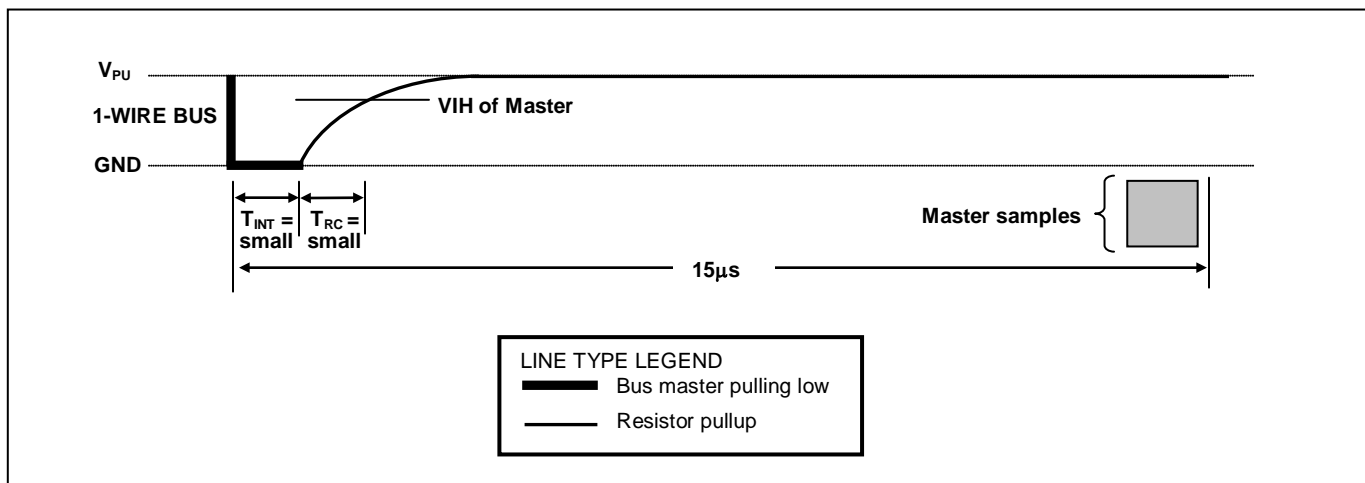 VPU
1-WIRE BUS
VIH of Master
GND
TINT = small
TRC = small
Master samples
15μs
LINE TYPE LEGEND
Bus master pulling low
Resistor pullup